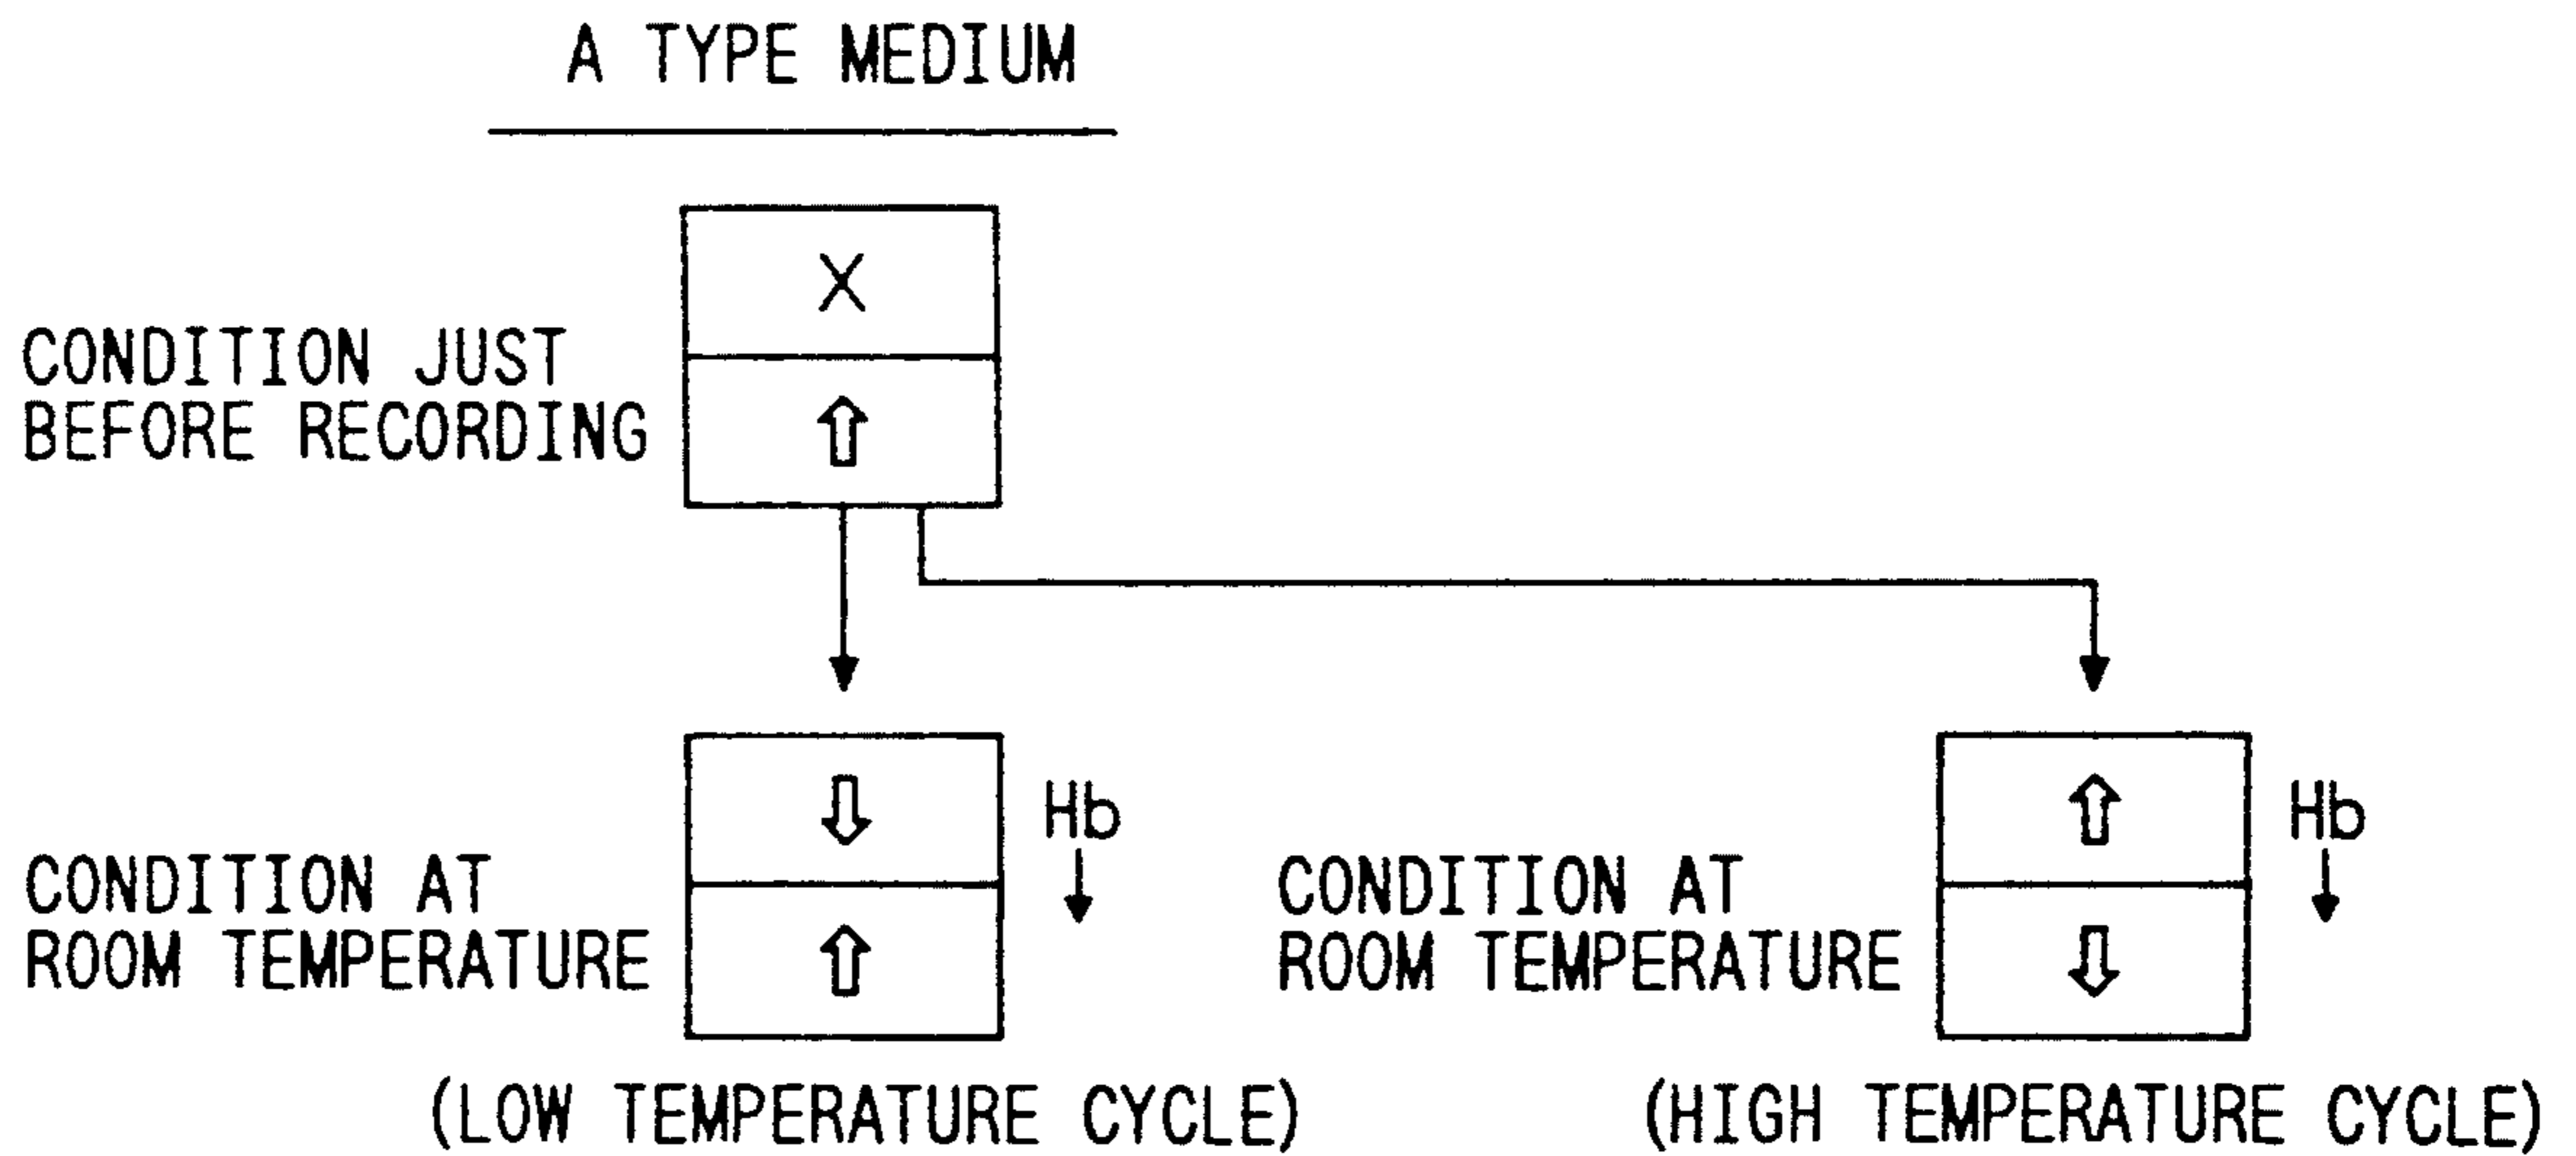 A TYPE MEDIUM
X
CONDITION JUST
BEFORE RECORDING
Hb
CONDITION AT
ROOM TEMPERATURE
(LOW TEMPERATURE CYCLE)
Hb
CONDITION AT
ROOM TEMPERATURE
(HIGH TEMPERATURE CYCLE)